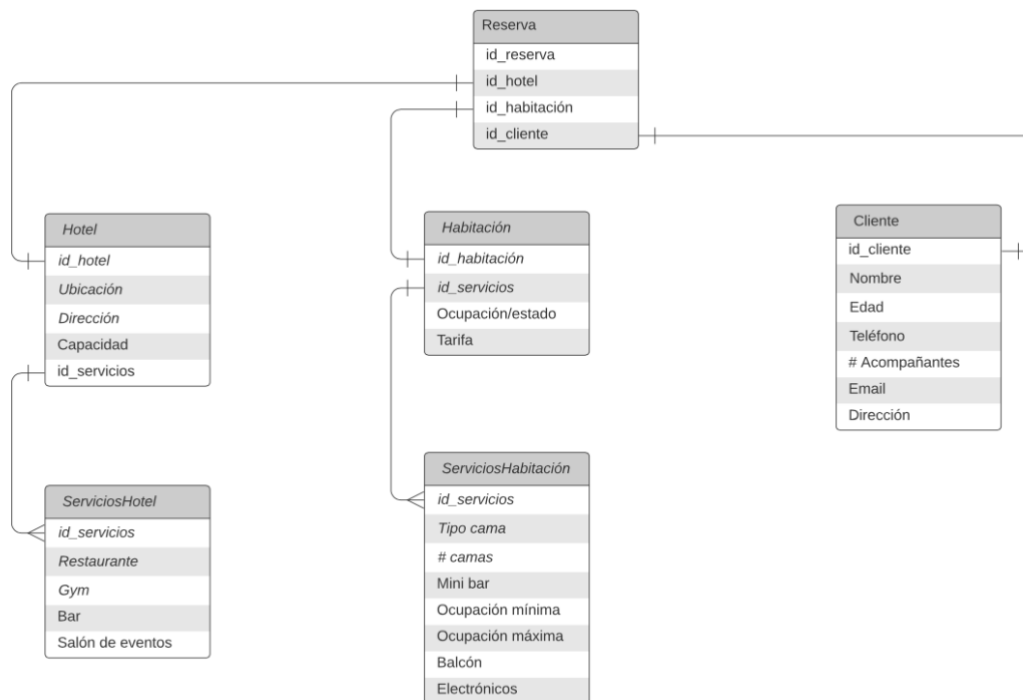 Reserva
id_reserva
id_hotel
id_habitación
id_cliente
Hotel
id_hotel
Ubicación
Dirección
Capacidad
id_servicios
Habitación
id_habitación
id_servicios
Ocupación/estado
Tarifa
Cliente
id_cliente
Nombre
Edad
Teléfono
# Acompañantes
Email
Dirección
ServiciosHotel
id_servicios
Restaurante
Gym
Bar
Salón de eventos
ServiciosHabitación
id_servicios
Tipo cama
# camas
Mini bar
Ocupación mínima
Ocupación máxima
Balcón
Electrónicos